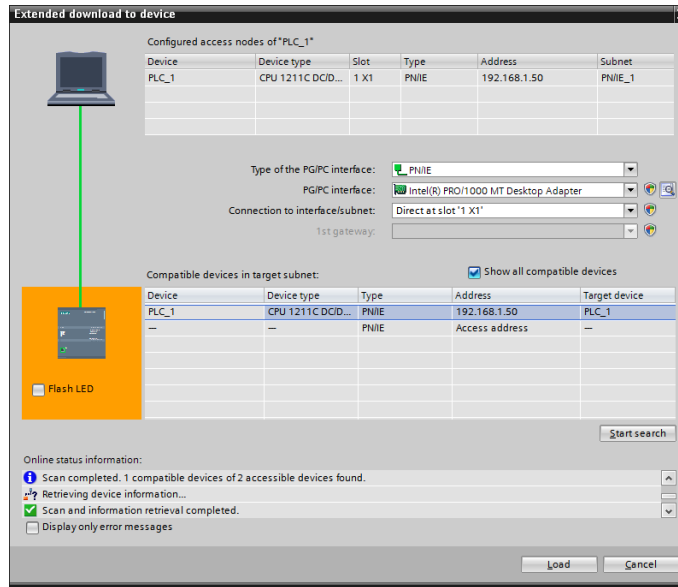 Extended download to device
Configured access nodes of "PLC_1"
Device Device type Slot Type Address Subnet
PLC_1 CPU 1211C DC/D... 1 X1 PN/IE 192.168.1.50 PN/IE_1
Type of the PG/PC interface: PN/IE
PG/PC interface: Intel(R) PRO/1000 MT Desktop Adapter
Connection to interface/subnet: Direct at slot '1 X1'
1st gateway:
Compatible devices in target subnet: Show all compatible devices
Device Device type Type Address Target device
PLC_1 CPU 1211C DC/D... PN/IE 192.168.1.50 PLC_1
— — PN/IE Access address —
Flash LED
Start search
Online status information:
Scan completed. 1 compatible devices of 2 accessible devices found.
Retrieving device information...
Scan and information retrieval completed.
Display only error messages
Load Cancel